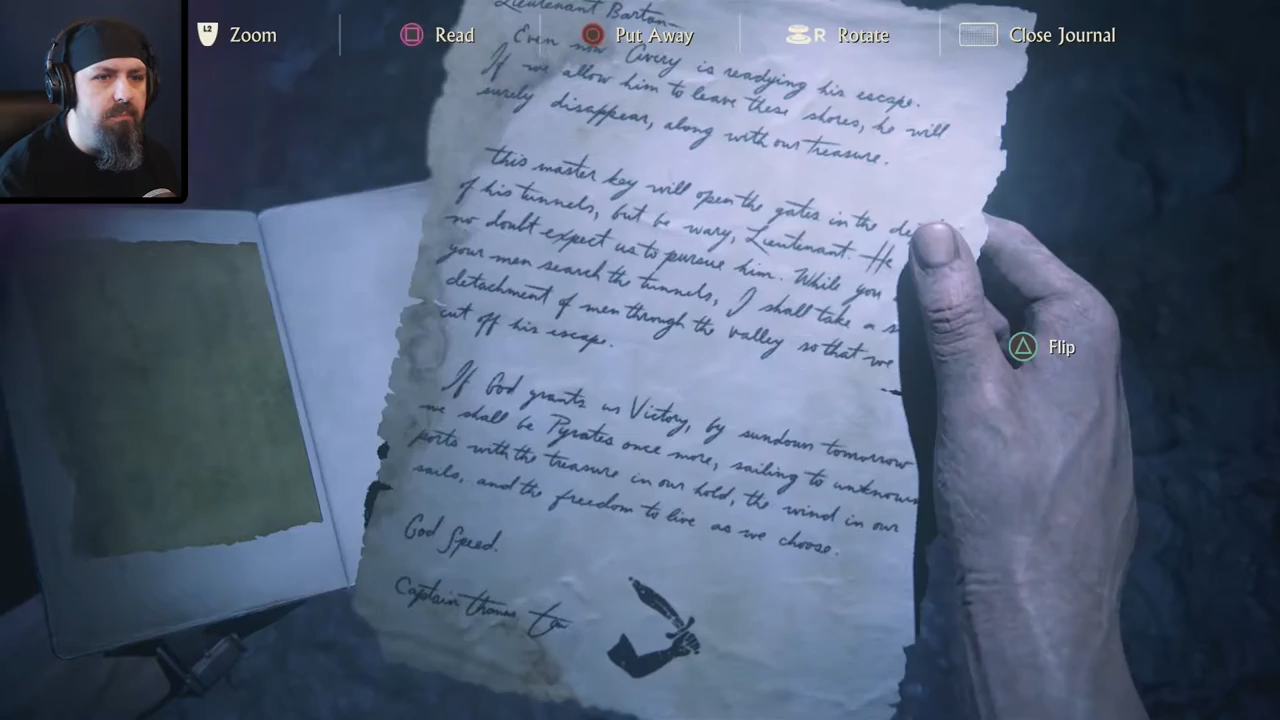 L2 Zoom
Read
Put Away
R Rotate
Close Journal
Lieutenant Barton—
Even now Avery is readying his escape.
If we allow him to leave these shores, he will
surely disappear, along with our treasure.
this master key will open the gates in the de
of his tunnels, but be wary, Lieutenant. He
no doubt expect us to pursue him. While you
your men search the tunnels, I shall take a s
detachment of men through the valley so that we
cut off his escape.
If God grants us Victory, by sundown tomorrow
we shall be Pyrates once more, sailing to unknown
ports with the treasure in our hold, the wind in our
sails, and the freedom to live as we choose.
God Speed.
Captain Thomas Tew
Flip